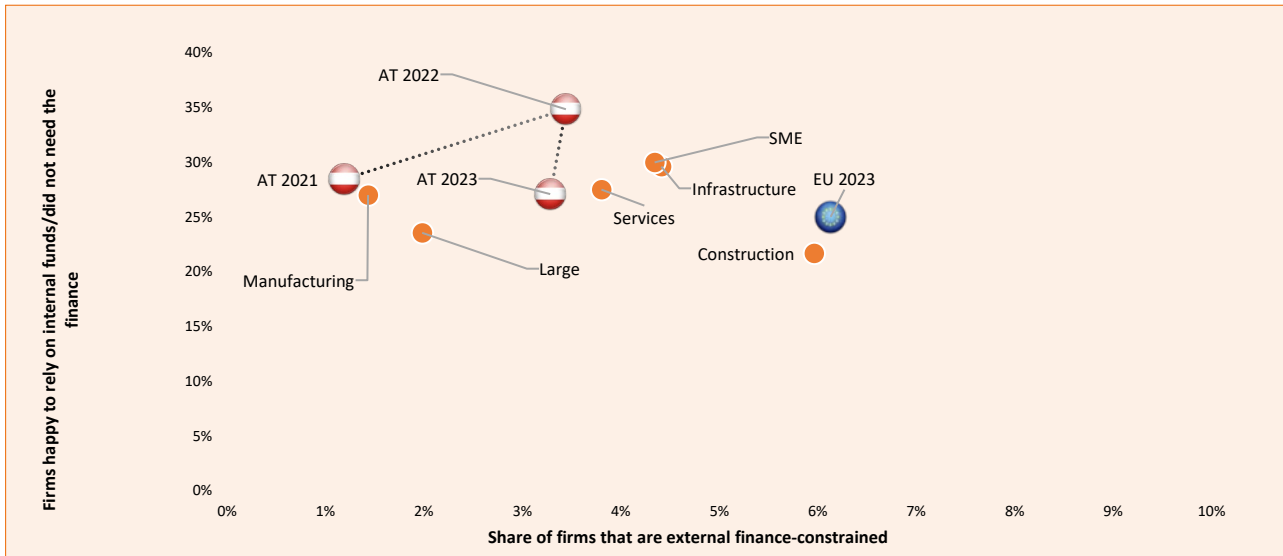 Firms happy to rely on internal funds/did not need the
finance
40%
35%
30%
25%
20%
15%
10%
5%
0%
AT 2022
AT 2021
AT 2023
SME
Infrastructure
EU 2023
Services
Construction
Large
Manufacturing
0%
1%
2%
3%
4%
5%
6%
7%
8%
9%
10%
Share of firms that are external finance-constrained